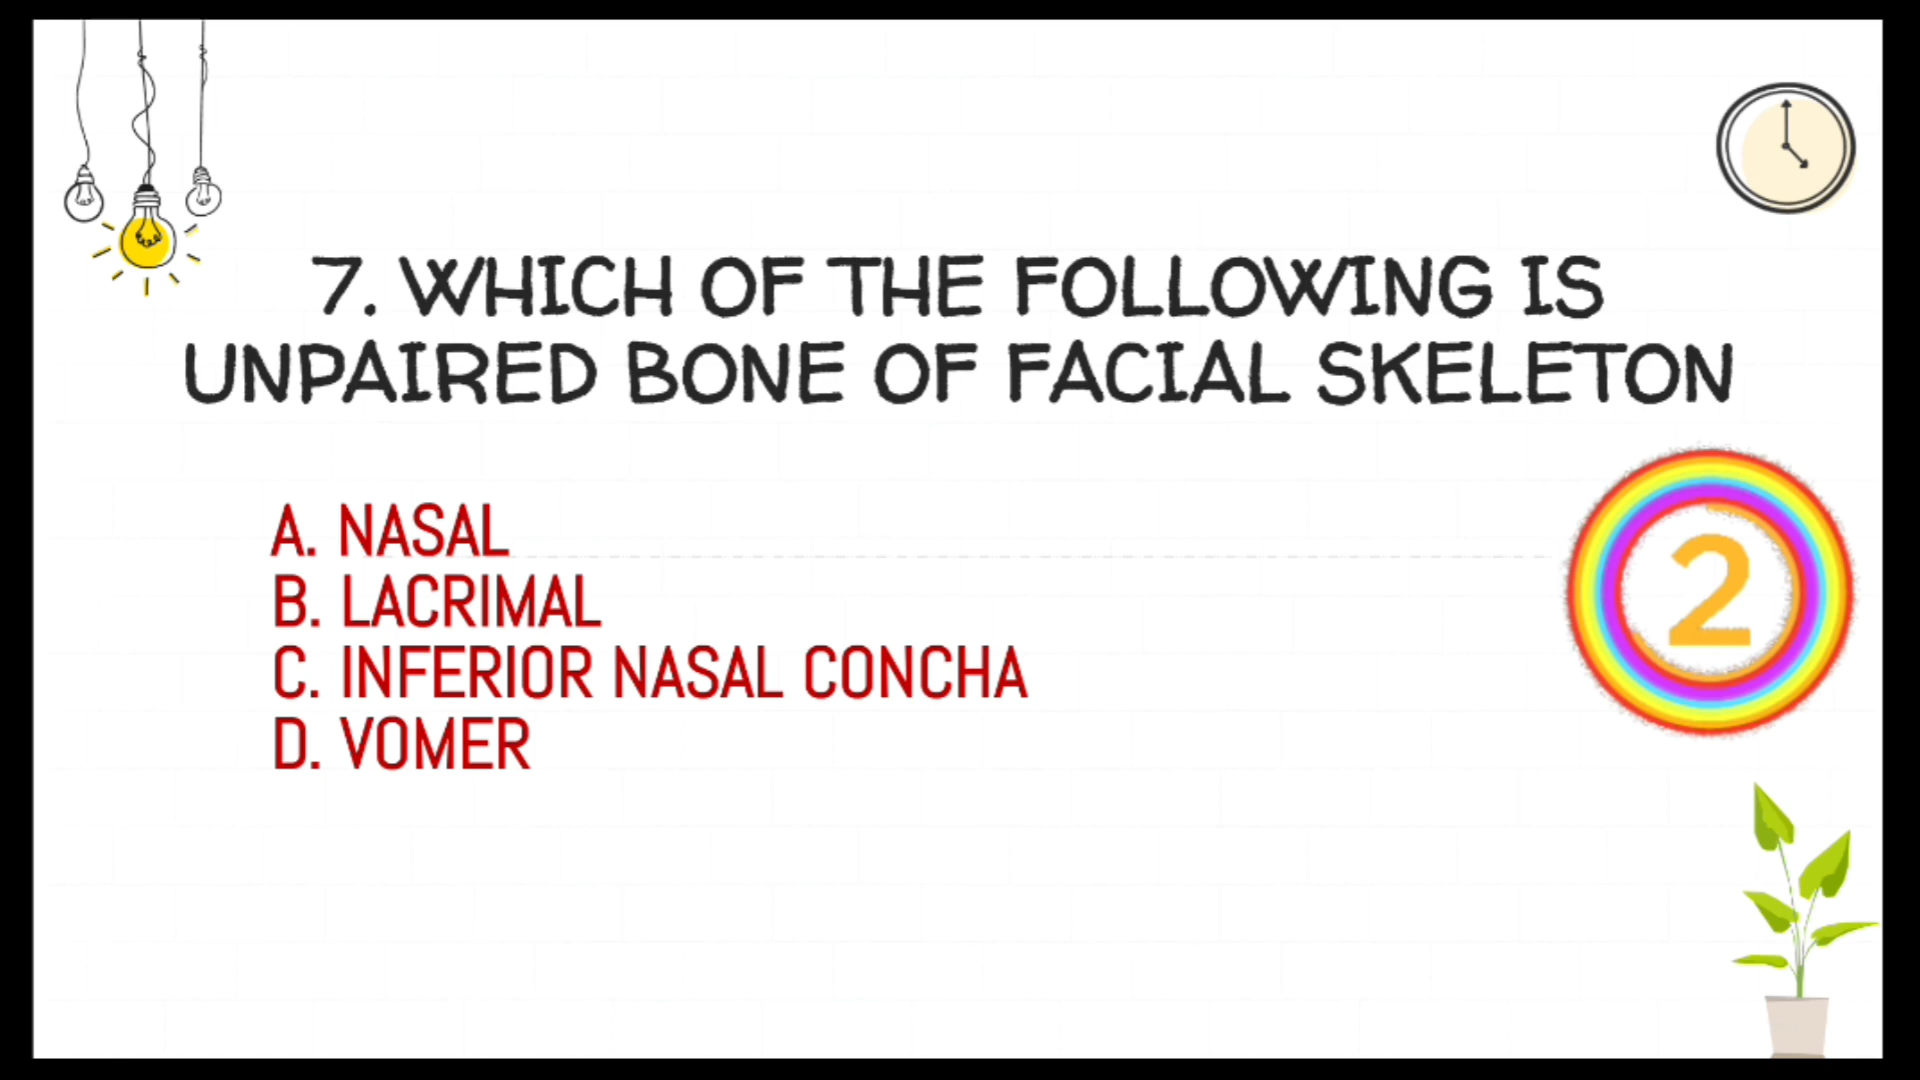 7. WHICH OF THE FOLLOWING IS
UNPAIRED BONE OF FACIAL SKELETON
A. NASAL
B. LACRIMAL
C. INFERIOR NASAL CONCHA
D. VOMER
2